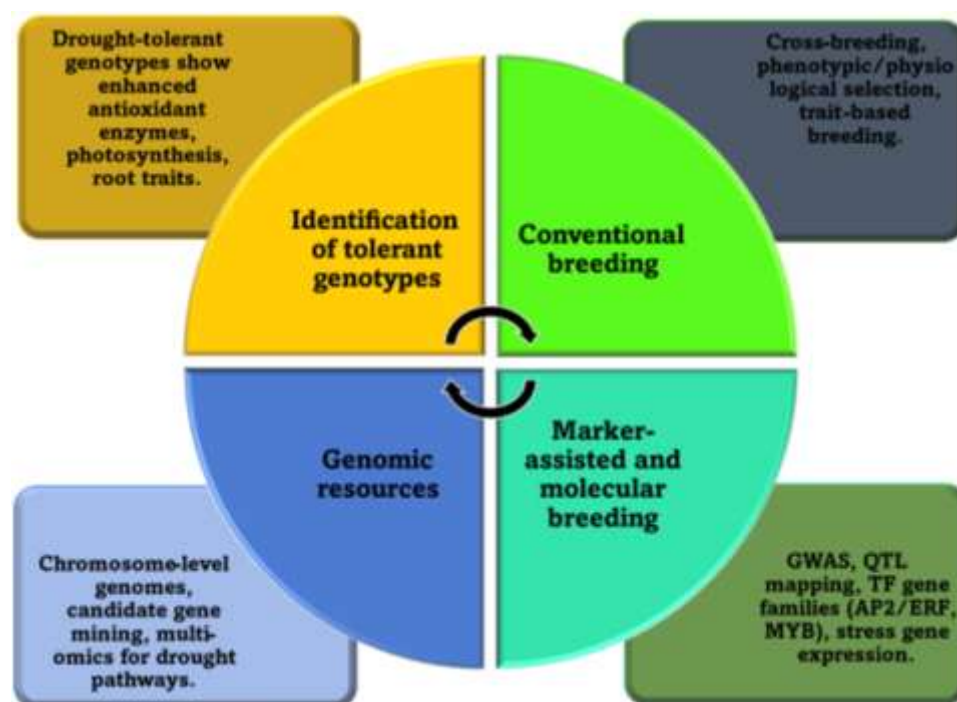 Drought-tolerant
genotypes show
enhanced
antioxidant
enzymes,
photosynthesis,
root traits.
Cross-breeding,
phenotypic/physio
logical selection,
trait-based
breeding.
Identification
of tolerant
genotypes
Conventional
breeding
Genomic
resources
Marker-
assisted and
molecular
breeding
Chromosome-level
genomes,
candidate gene
mining, multi-
omics for drought
pathways.
GWAS, QTL
mapping, TF gene
families (AP2/ERF,
MYB), stress gene
expression.